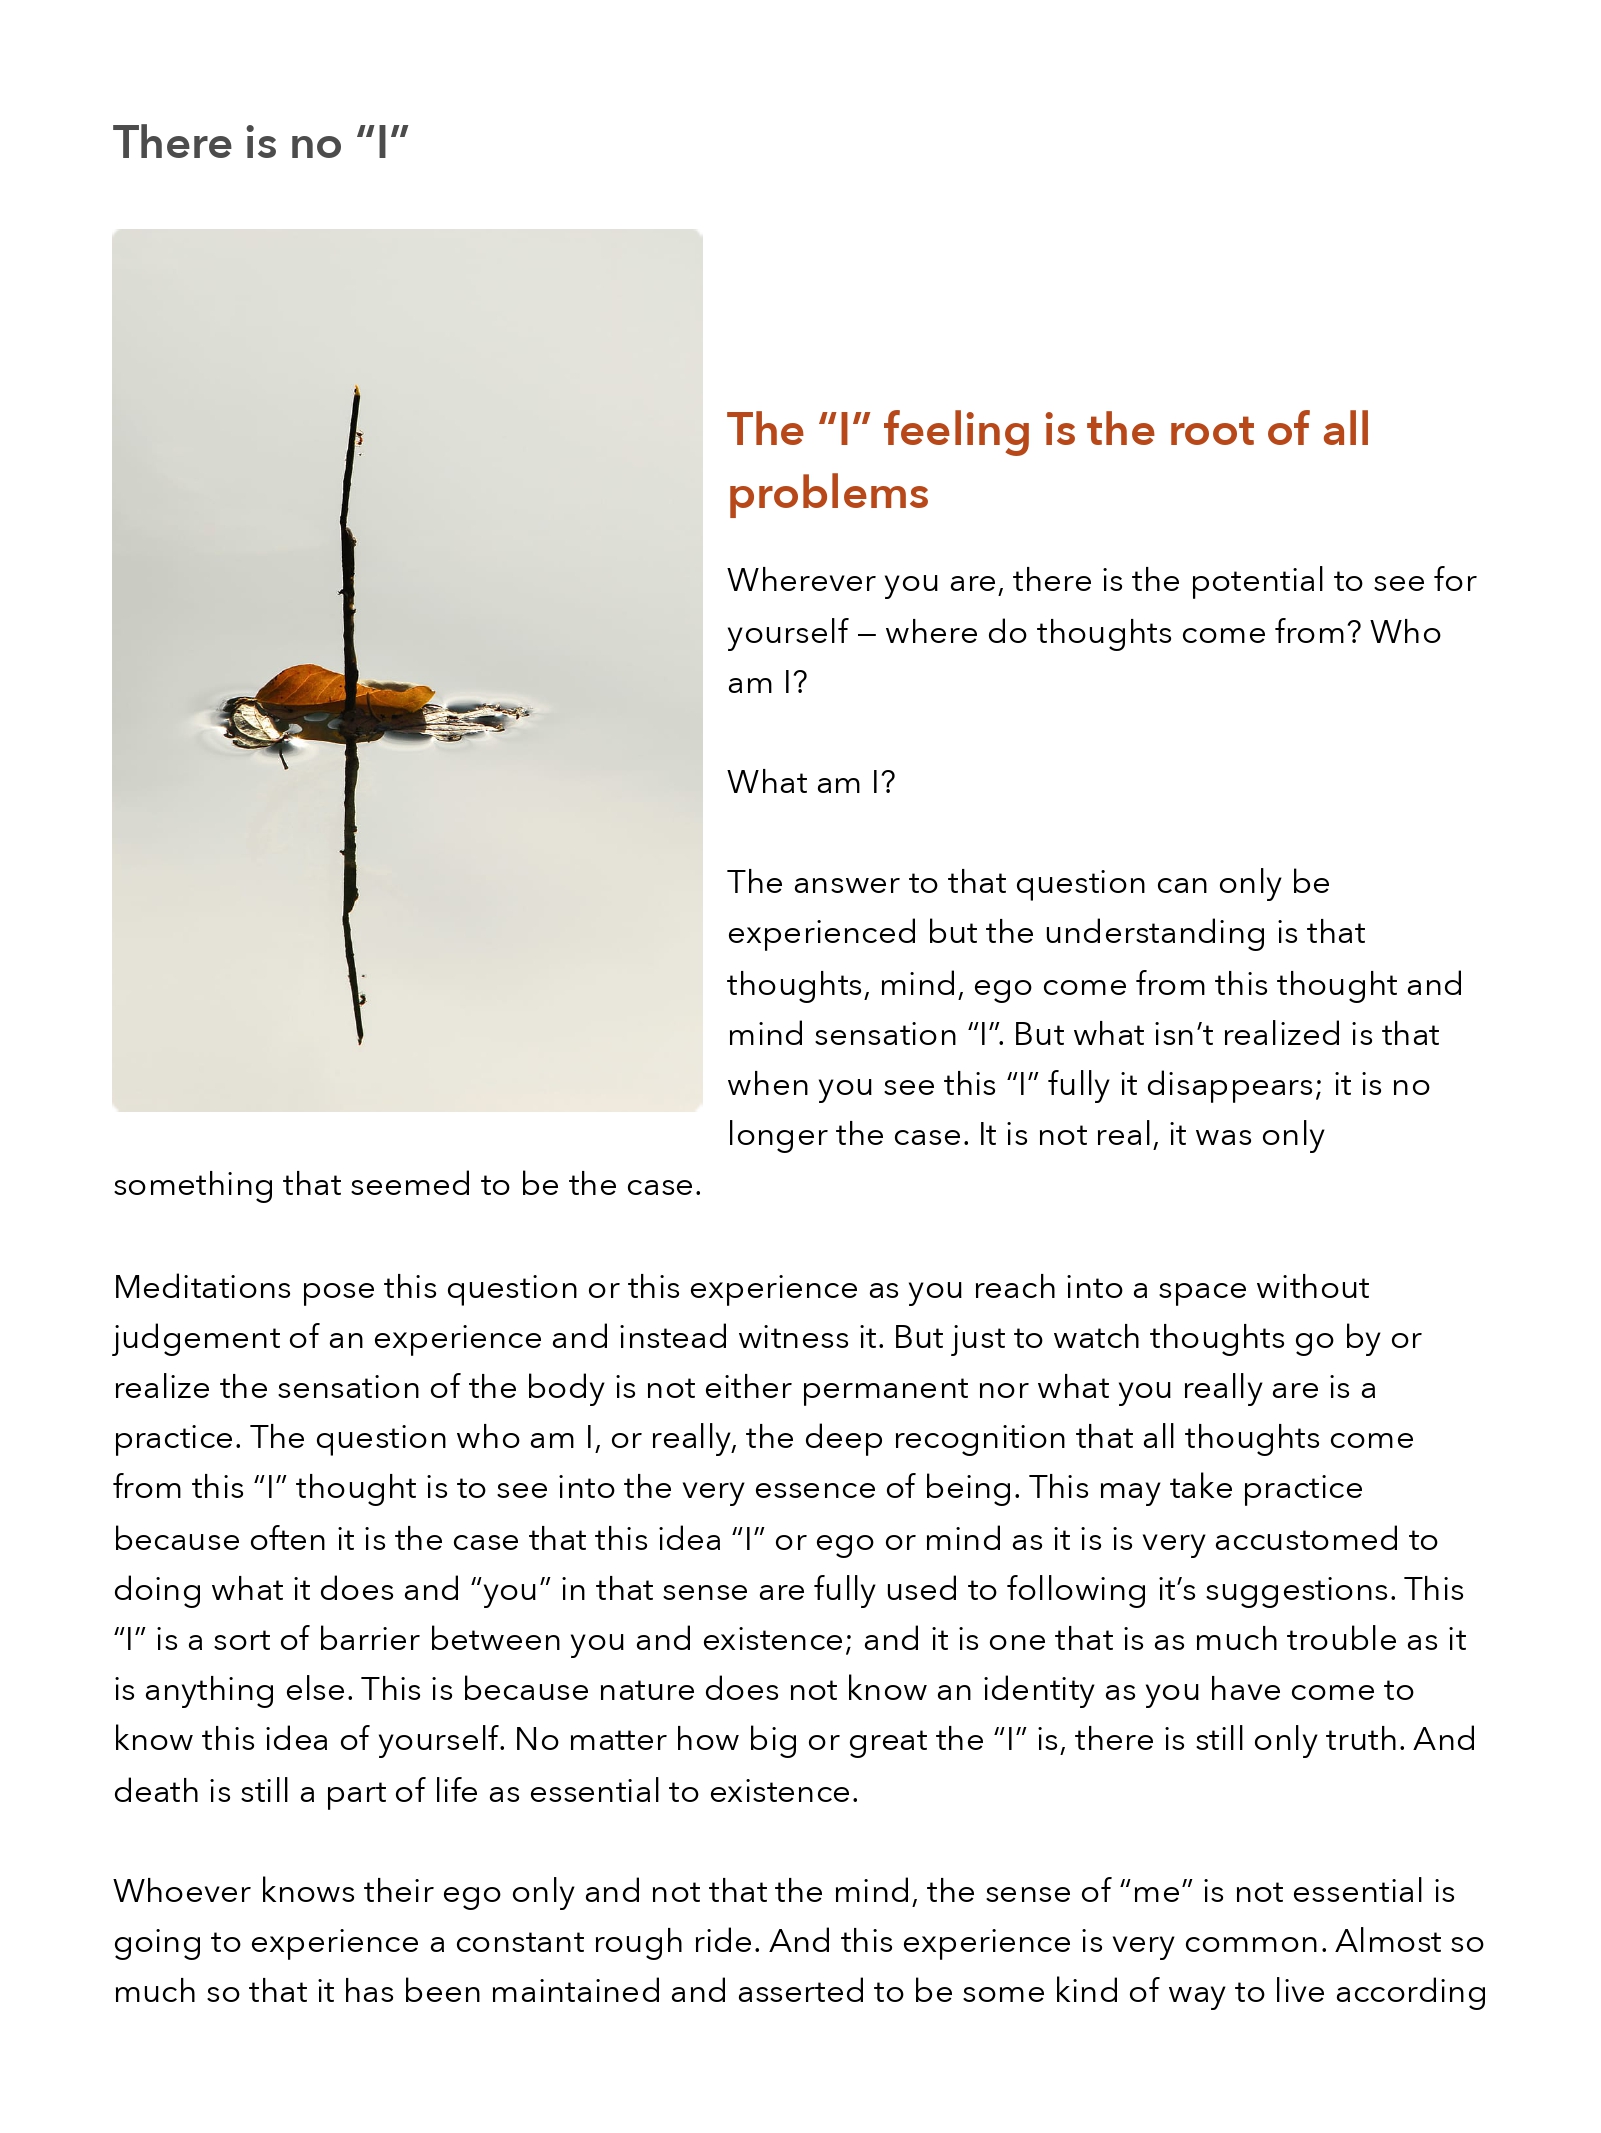 There is no “I”
The “I” feeling is the root of all
problems
Wherever you are, there is the potential to see for
yourself – where do thoughts come from? Who
am I?
What am I?
The answer to that question can only be
experienced but the understanding is that
thoughts, mind, ego come from this thought and
mind sensation “I”. But what isn’t realized is that
when you see this “I” fully it disappears; it is no
longer the case. It is not real, it was only
something that seemed to be the case.
Meditations pose this question or this experience as you reach into a space without
judgement of an experience and instead witness it. But just to watch thoughts go by or
realize the sensation of the body is not either permanent nor what you really are is a
practice. The question who am I, or really, the deep recognition that all thoughts come
from this “I” thought is to see into the very essence of being. This may take practice
because often it is the case that this idea “I” or ego or mind as it is is very accustomed to
doing what it does and “you” in that sense are fully used to following it’s suggestions. This
“I” is a sort of barrier between you and existence; and it is one that is as much trouble as it
is anything else. This is because nature does not know an identity as you have come to
know this idea of yourself. No matter how big or great the “I” is, there is still only truth. And
death is still a part of life as essential to existence.
Whoever knows their ego only and not that the mind, the sense of “me” is not essential is
going to experience a constant rough ride. And this experience is very common. Almost so
much so that it has been maintained and asserted to be some kind of way to live according